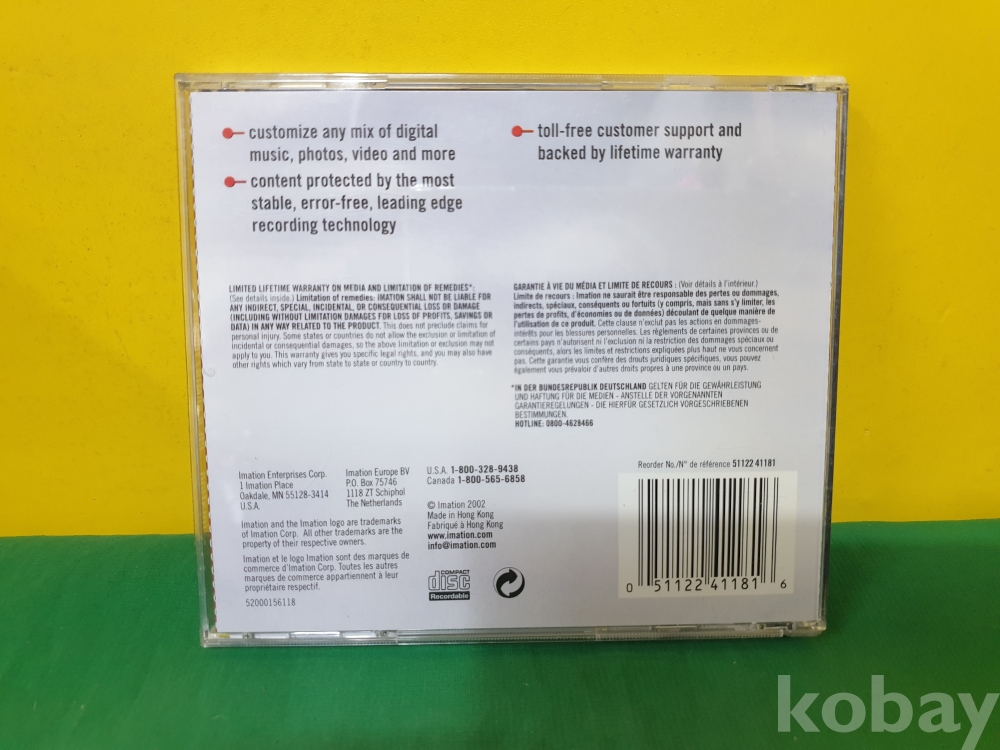 customize any mix of digital
music, photos, video and more
content protected by the most
stable, error-free, leading edge
recording technology
toll-free customer support and
backed by lifetime warranty
LIMITED LIFETIME WARRANTY ON MEDIA AND LIMITATION OF REMEDIES*:
(See details inside.) Limitation of remedies: IMATION SHALL NOT BE LIABLE FOR
ANY INDIRECT, SPECIAL, INCIDENTAL, OR CONSEQUENTIAL LOSS OR DAMAGE
(INCLUDING WITHOUT LIMITATION DAMAGES FOR LOSS OF PROFITS, SAVINGS OR
DATA) IN ANY WAY RELATED TO THE PRODUCT. This does not preclude claims for
personal injury. Some states or countries do not allow the exclusion or limitation of
incidental or consequential damages, so the above limitation or exclusion may not
apply to you. This warranty gives you specific legal rights, and you may also have
other rights which vary from state to state or country to country.
GARANTIE À VIE DU MÉDIA ET LIMITE DE RECOURS : (Voir détails à l'intérieur.)
Limite de recours : Imation ne saurait être responsable des pertes ou dommages,
indirects, spéciaux, conséquents ou fortuits (y compris, mais sans s'y limiter, les
pertes de profits, d'économies ou de données) découlant de quelque manière de
l'utilisation de ce produit. Cette clause n'exclut pas les actions en dommages-
intérêts pour les blessures personnelles. Les règlements de certaines provinces ou de
certains pays n'autorisent ni l'exclusion ni la restriction des dommages spéciaux ou
conséquents, alors les limites et restrictions expliquées plus haut ne vous concernent
pas. Cette garantie vous confère des droits juridiques spécifiques, vous pouvez
également vous prévaloir d'autres droits propres à une province ou un pays.
*IN DER BUNDESREPUBLIK DEUTSCHLAND GELTEN FÜR DIE GEWÄHRLEISTUNG
UND HAFTUNG FÜR DIE MEDIEN - ANSTELLE DER VORGENANNTEN
GARANTIEREGELUNGEN - DIE HIERFÜR GESETZLICH VORGESCHRIEBENEN
BESTIMMUNGEN.
HOTLINE: 0800-4628466
Imation Enterprises Corp.
1 Imation Place
Oakdale, MN 55128-3414
U.S.A.
Imation Europe BV
P.O. Box 75746
1118 ZT Schiphol
The Netherlands
U.S.A. 1-800-328-9438
Canada 1-800-565-6858
© Imation 2002
Made in Hong Kong
Fabriqué à Hong Kong
www.imation.com
info@imation.com
Imation and the Imation logo are trademarks
of Imation Corp. All other trademarks are the
property of their respective owners.
Imation et le logo Imation sont des marques de
commerce d'Imation Corp. Toutes les autres
marques de commerce appartiennent à leur
propriétaire respectif.
52000156118
COMPACT
disc
Recordable
Reorder No./N° de référence 51122 41181
0 51122 41181 6
kobay